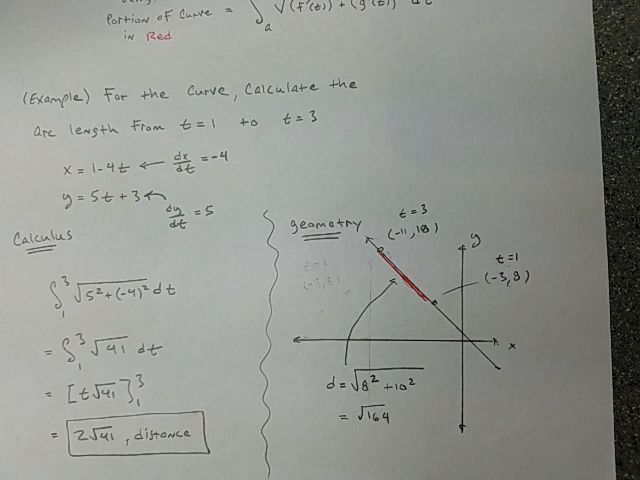 Portion of Curve = ∫ₐ √(f'(t)) + (g'(t)) dt
in Red
(Example) For the Curve, Calculate the
arc length from t = 1 to t = 3
x = 1-4t ← dx/dt = -4
y = 5t + 3 ← dy/dt = 5
Calculus
∫₁³ √(5² + (-4)²) dt
= ∫₁³ √41 dt
= [t√41]₁³
= 2√41, distance
geometry
t = 3
(-11, 18)
y
t = 1
(-3, 8)
x
d = √(8² + 10²)
= √164